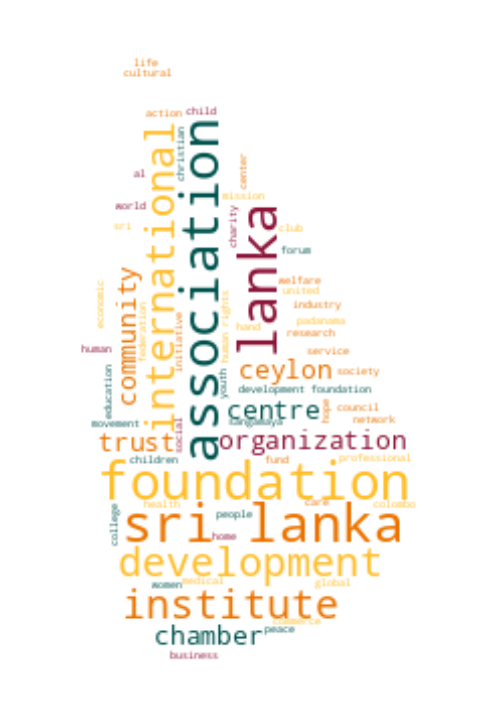 life
cultural
action
child
international
christian
association
center
al
mission
world
charity
lanka
sri
club
forum
community
welfare
economic
united
federation
human rights
industry
initiative
hand
padanama
research
human
service
education
youth
ceylon
society
development foundation
centre
hope
council
movement
sangamaya
network
social
trust
organization
children
fund
professional
foundation
health
care
colombo
college
people
sri lanka
home
development
women
medical
global
institute
commerce
chamber
peace
business